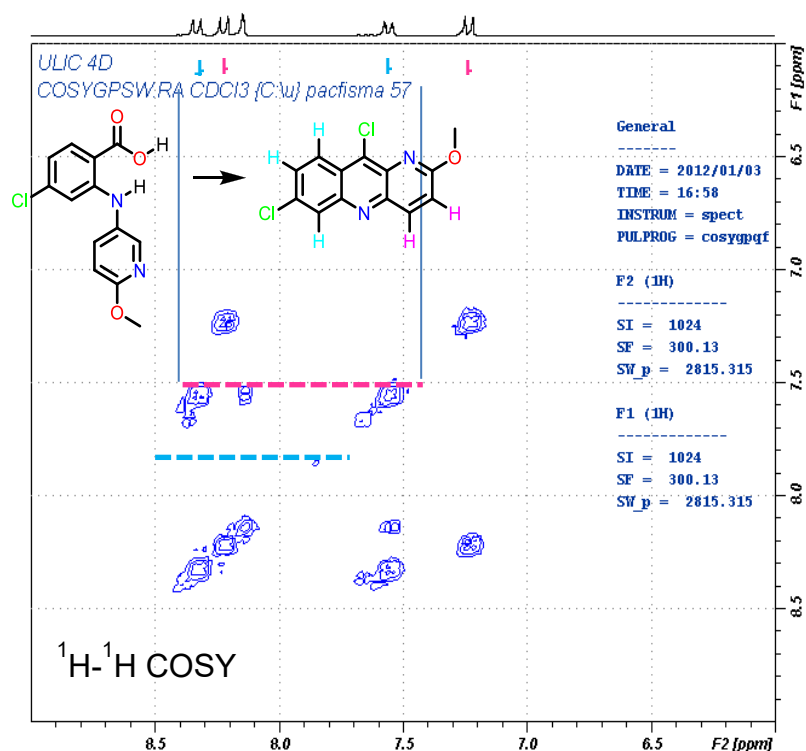 ULIC 4D
COSYGPSW.RA CDCl3 {C:\u} pacfisma 57
F1 [ppm]
6.5
7.0
7.5
8.0
8.5
O
H
O
H
N
Cl
N
O
H
H
Cl
N
O
Cl
N
H
H
H
General
-------
DATE = 2012/01/03
TIME = 16:58
INSTRUM = spect
PULPROG = cosygpqf
F2 (1H)
-------------
SI = 1024
SF = 300.13
SW_p = 2815.315
F1 (1H)
-------------
SI = 1024
SF = 300.13
SW_p = 2815.315
1H-1H COSY
8.5
8.0
7.5
7.0
6.5
F2 [ppm]